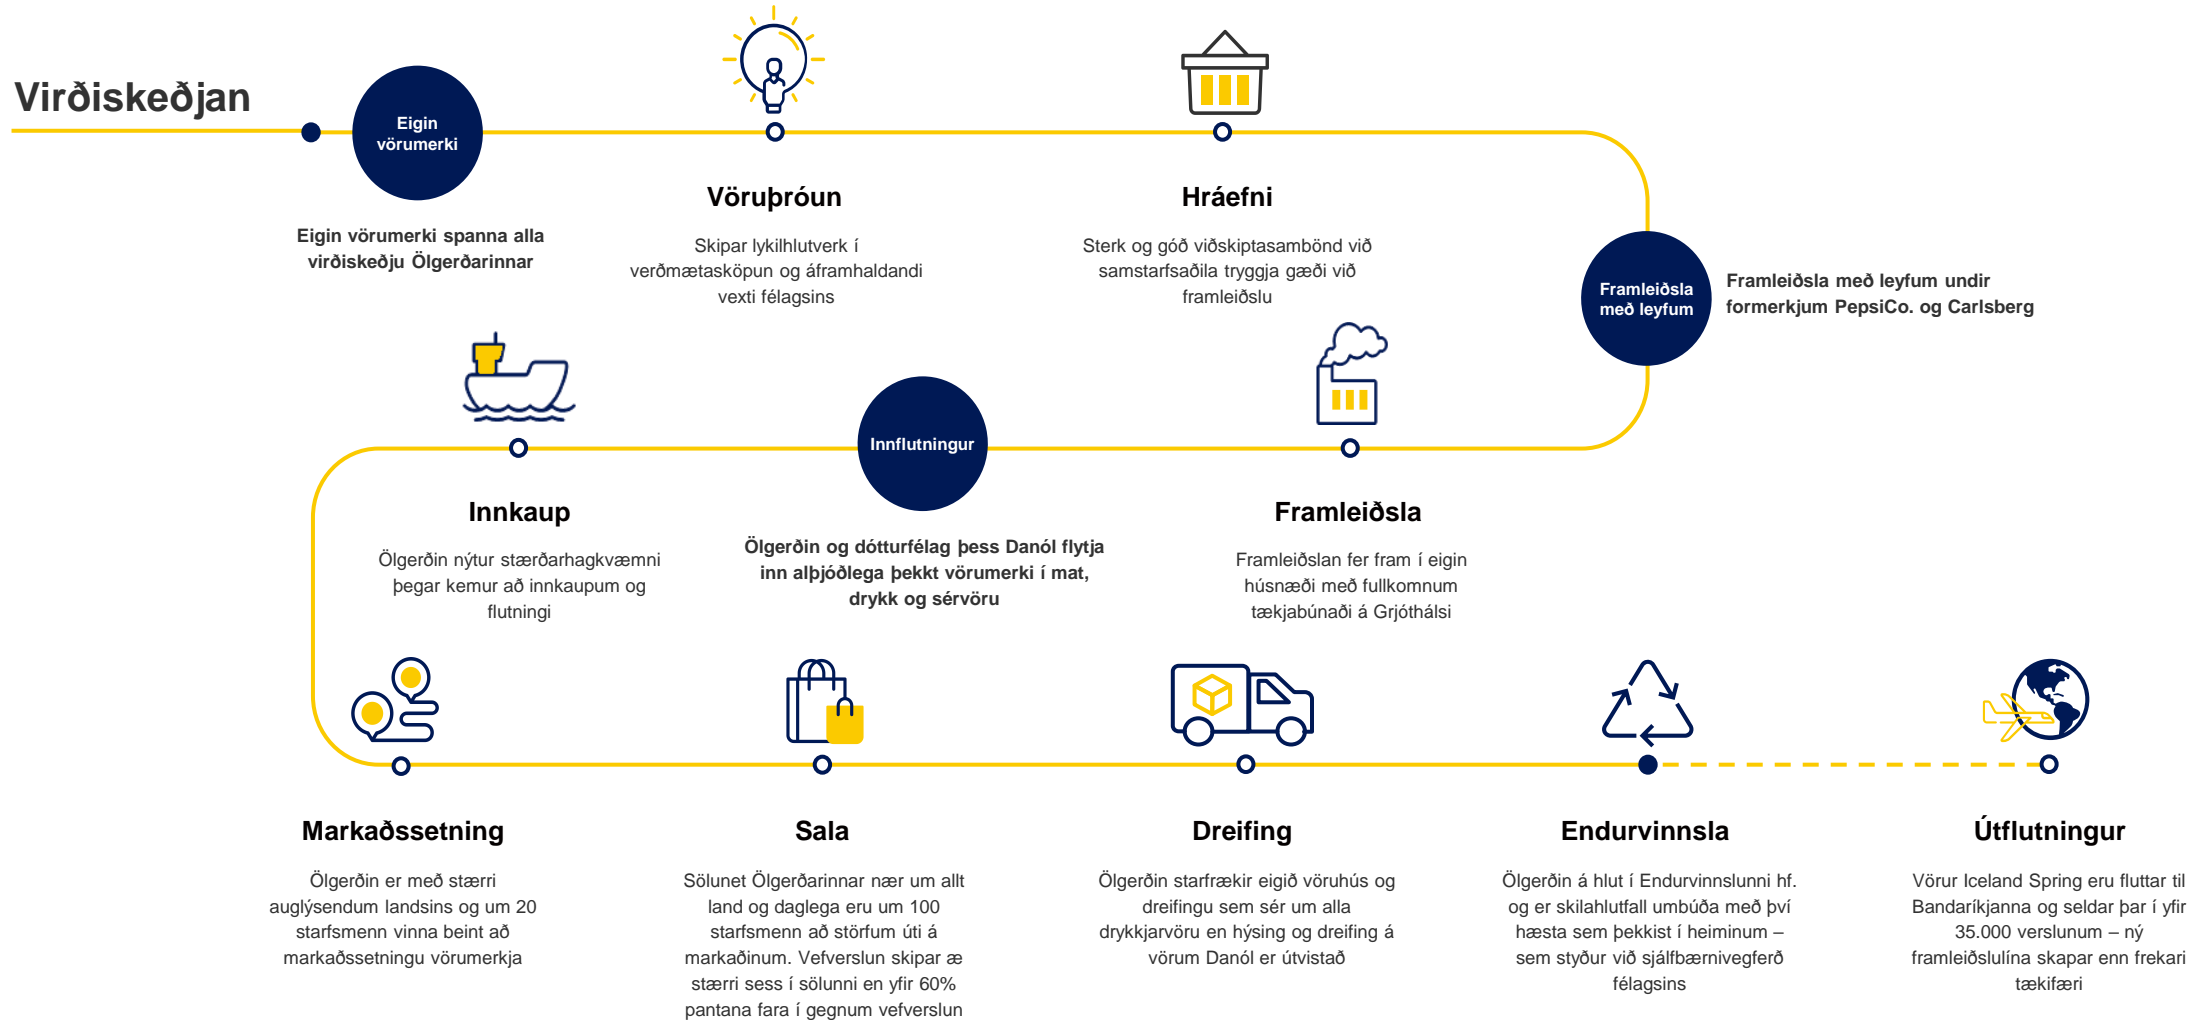 Virðiskeðjan
Eigin
vörumerki
Eigin vörumerki spanna alla
virðiskeðju Ölgerðarinnar
Vöruþróun
Skipar lykilhlutverk í
verðmætasköpun og áframhaldandi
vexti félagsins
Hráefni
Sterk og góð viðskiptasambönd við
samstarfsaðila tryggja gæði við
framleiðslu
Framleiðsla
með leyfum
Framleiðsla með leyfum undir
formerkjum PepsiCo. og Carlsberg
Innkaup
Ölgerðin nýtur stærðarhagkvæmni
þegar kemur að innkaupum og
flutningi
Innflutningur
Ölgerðin og dótturfélag þess Danól flytja
inn alþjóðlega þekkt vörumerki í mat,
drykk og sérvöru
Framleiðsla
Framleiðslan fer fram í eigin
húsnæði með fullkomnum
tækjabúnaði á Grjóthálsi
Markaðssetning
Ölgerðin er með stærri
auglýsendum landsins og um 20
starfsmenn vinna beint að
markaðssetningu vörumerkja
Sala
Sölunet Ölgerðarinnar nær um allt
land og daglega eru um 100
starfsmenn að störfum úti á
markaðinum. Vefverslun skipar æ
stærri sess í sölunni en yfir 60%
pantana fara í gegnum vefverslun
Dreifing
Ölgerðin starfrækir eigið vöruhús og
dreifingu sem sér um alla
drykkjarvöru en hýsing og dreifing á
vörum Danól er útvistað
Endurvinnsla
Ölgerðin á hlut í Endurvinnslunni hf.
og er skilahlutfall umbúða með því
hæsta sem þekkist í heiminum –
sem styður við sjálfbærnivegferð
félagsins
Útflutningur
Vörur Iceland Spring eru fluttar til
Bandaríkjanna og seldar þar í yfir
35.000 verslunum – ný
framleiðslulína skapar enn frekari
tækifæri